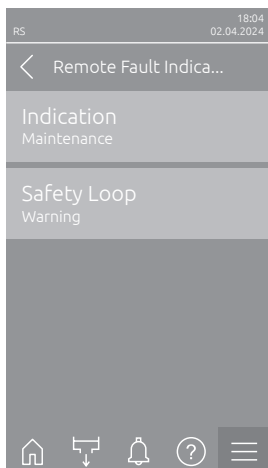 18:04
RS 02.04.2024
Remote Fault Indica...
Indication
Maintenance
Safety Loop
Warning
?